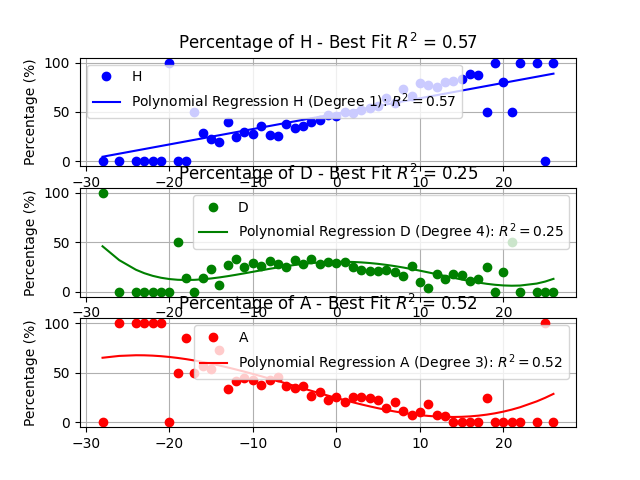 Percentage of H - Best Fit R² = 0.57
Percentage (%)
100
50
0
H
Polynomial Regression H (Degree 1): R² = 0.57
−30 −20 −10 0 10 20
Percentage of D - Best Fit R² = 0.25
Percentage (%)
100
50
0
D
Polynomial Regression D (Degree 4): R² = 0.25
−30 −20 −10 0 10 20
Percentage of A - Best Fit R² = 0.52
Percentage (%)
100
50
0
A
Polynomial Regression A (Degree 3): R² = 0.52
−30 −20 −10 0 10 20